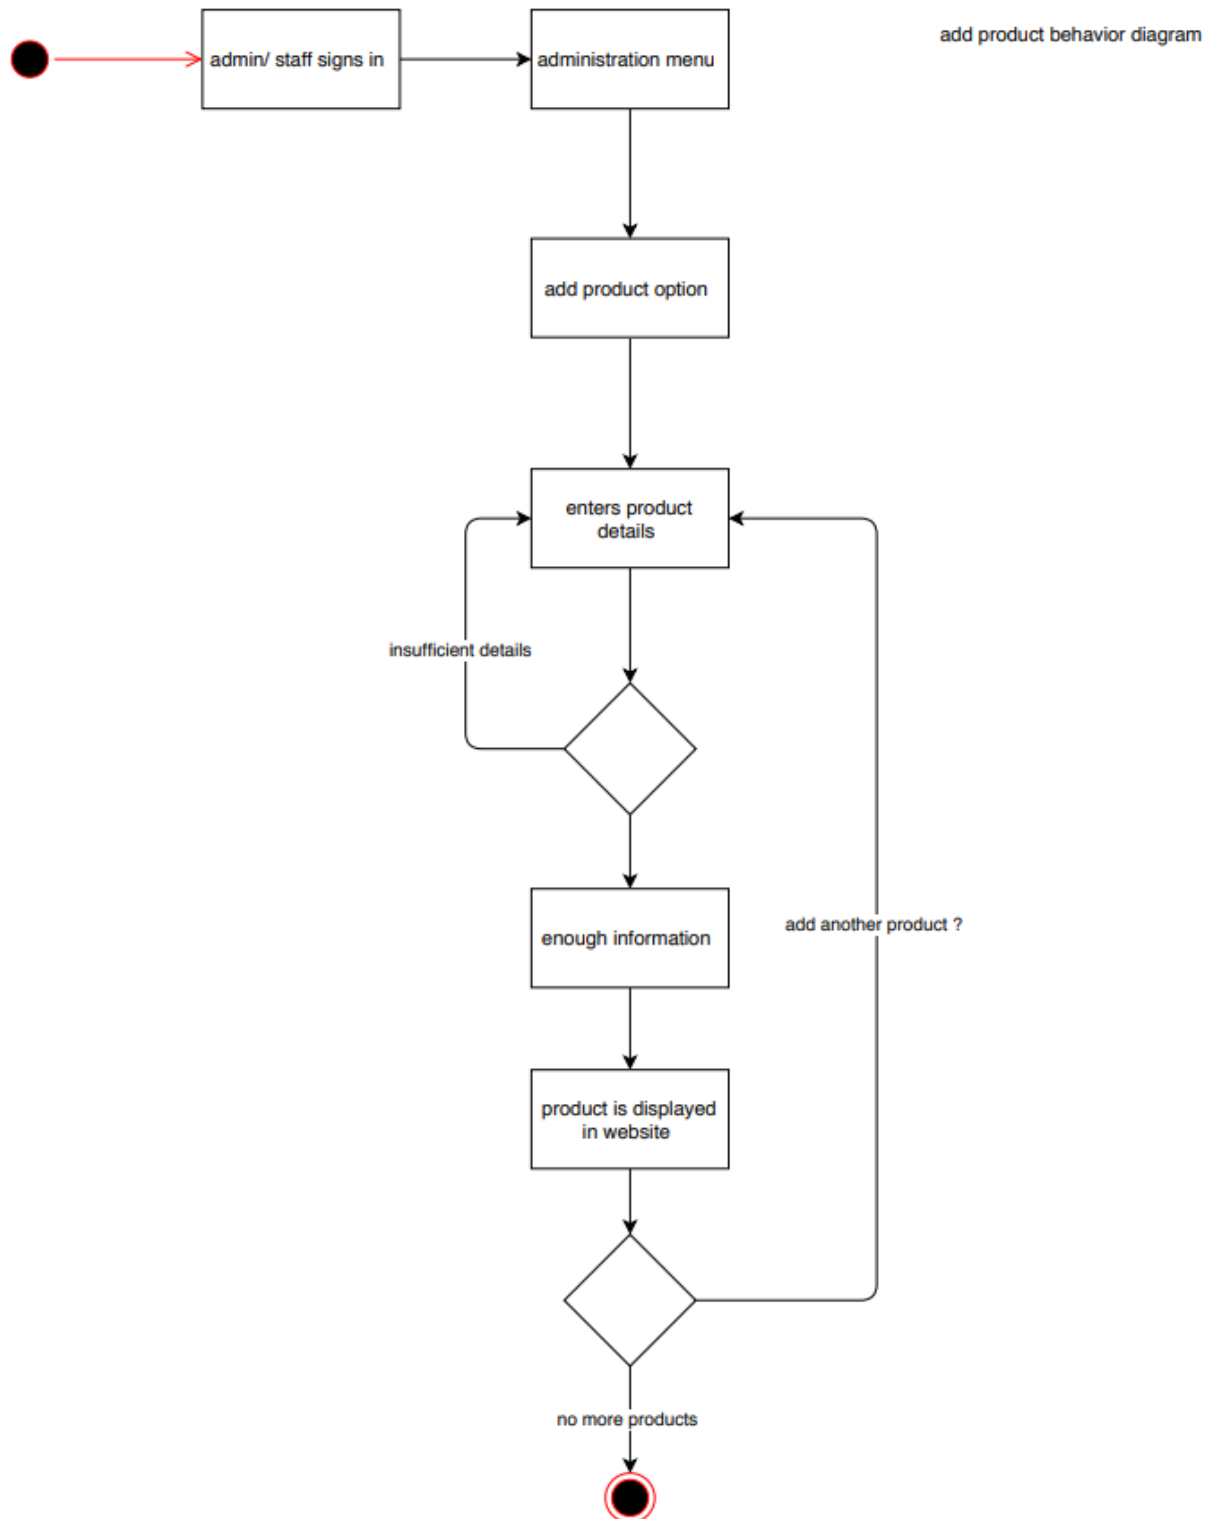 add product behavior diagram
admin/ staff signs in
administration menu
add product option
enters product
details
insufficient details
enough information
add another product ?
product is displayed
in website
no more products